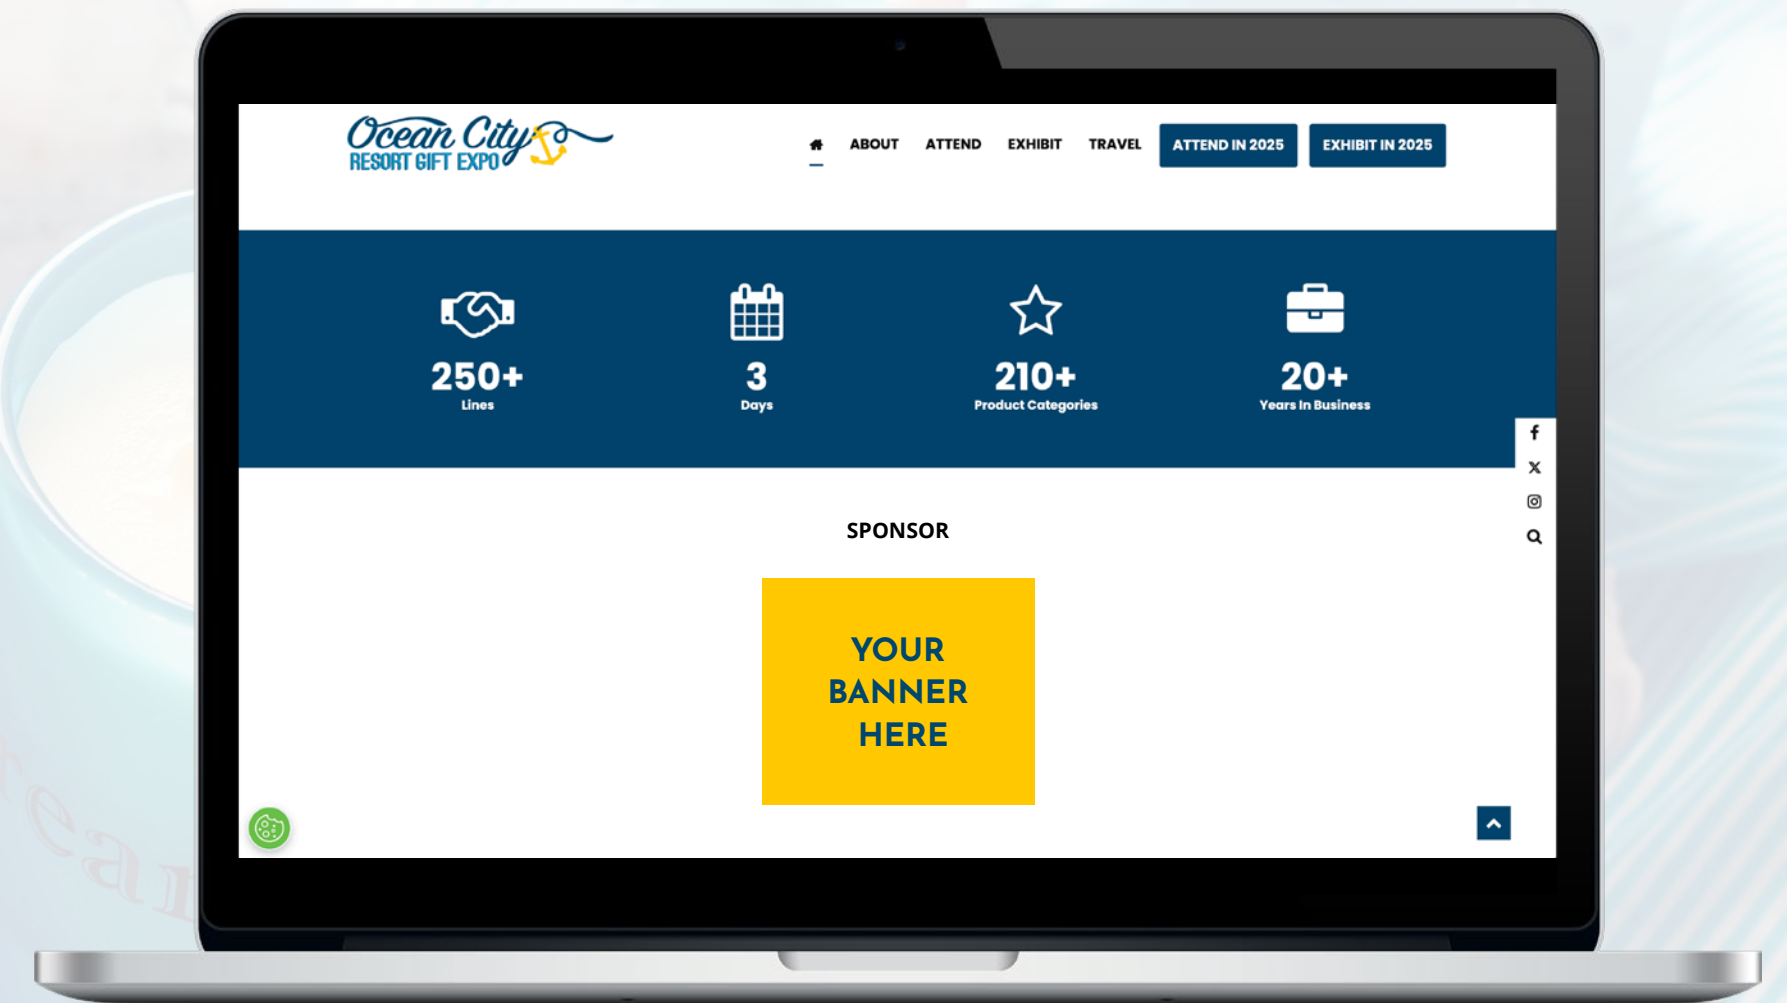 Ocean City
RESORT GIFT EXPO
ABOUT ATTEND EXHIBIT TRAVEL ATTEND IN 2025 EXHIBIT IN 2025
250+ 3 210+ 20+
Lines Days Product Categories Years In Business
SPONSOR
YOUR
BANNER
HERE